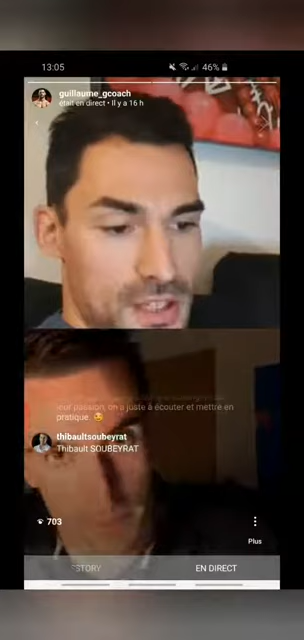 13:05
46%
guillaume_gcoach
était en direct • Il y a 16 h
leur passion, on a juste à écouter et mettre en
pratique.
thibaultsoubeyrat
Thibault SOUBEYRAT
703
Plus
STORY
EN DIRECT